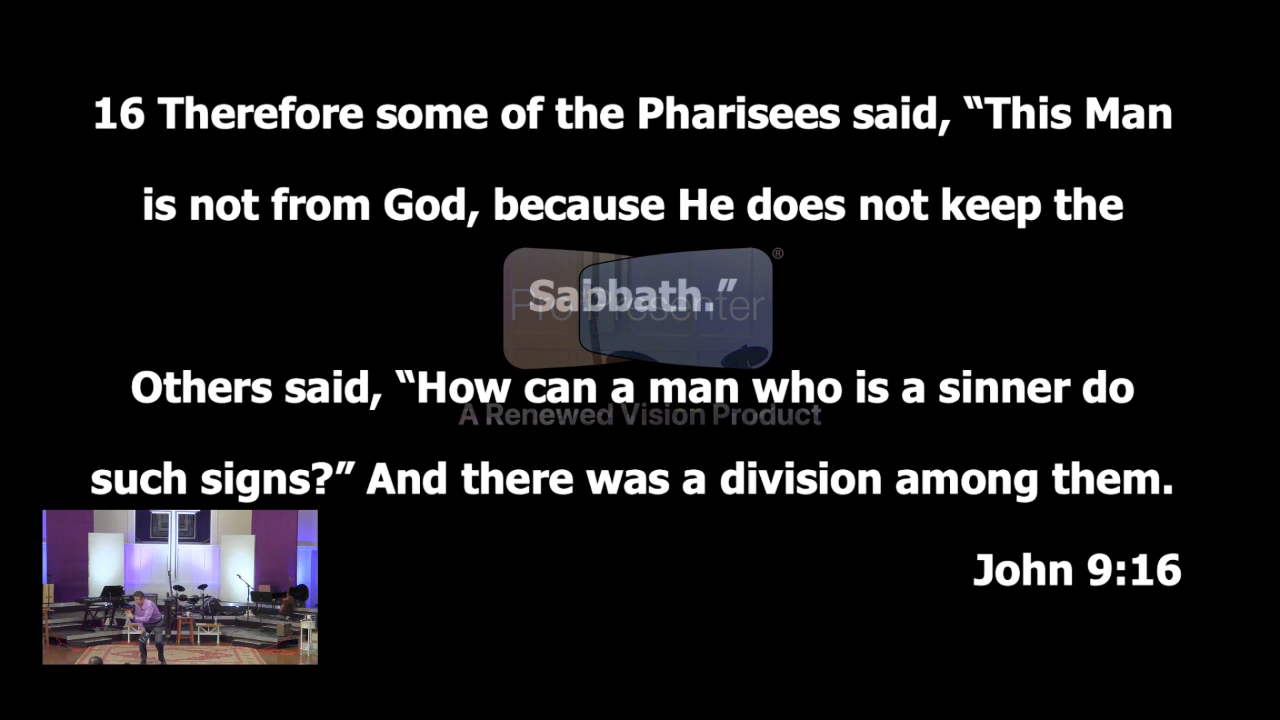 16 Therefore some of the Pharisees said, “This Man
is not from God, because He does not keep the
Sabbath.”
ProPresenter
®
A Renewed Vision Product
Others said, “How can a man who is a sinner do
such signs?” And there was a division among them.
John 9:16